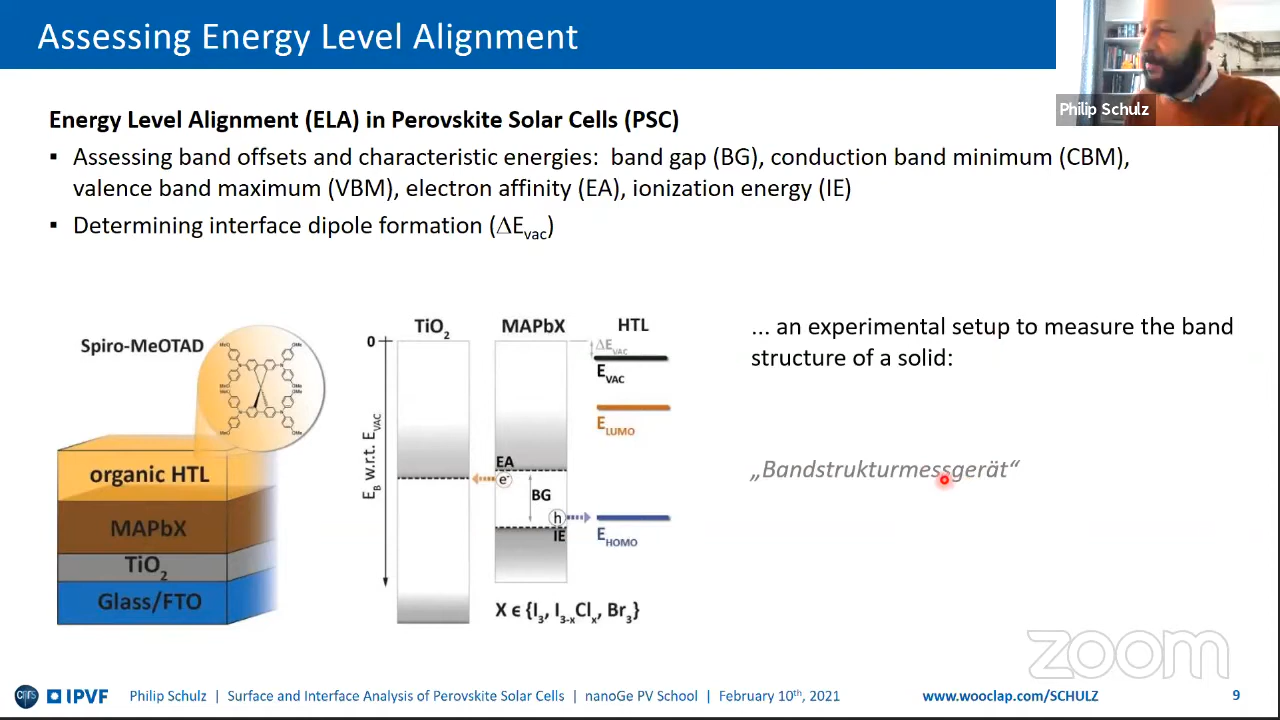 Assessing Energy Level Alignment
Philip Schulz
Energy Level Alignment (ELA) in Perovskite Solar Cells (PSC)
▪ Assessing band offsets and characteristic energies: band gap (BG), conduction band minimum (CBM),
valence band maximum (VBM), electron affinity (EA), ionization energy (IE)
▪ Determining interface dipole formation (ΔEvac)
Spiro-MeOTAD
organic HTL
MAPbX
TiO2
Glass/FTO
TiO2
MAPbX
HTL
0
EB w.r.t. EVAC
ΔEVAC
EVAC
ELUMO
EA
e-
BG
h
IE
EHOMO
X ϵ {I3, I3-xClx, Br3}
... an experimental setup to measure the band
structure of a solid:
„Bandstrukturmessgerät“
zoom
cnrs
IPVF
Philip Schulz | Surface and Interface Analysis of Perovskite Solar Cells | nanoGe PV School | February 10th, 2021
www.wooclap.com/SCHULZ
9